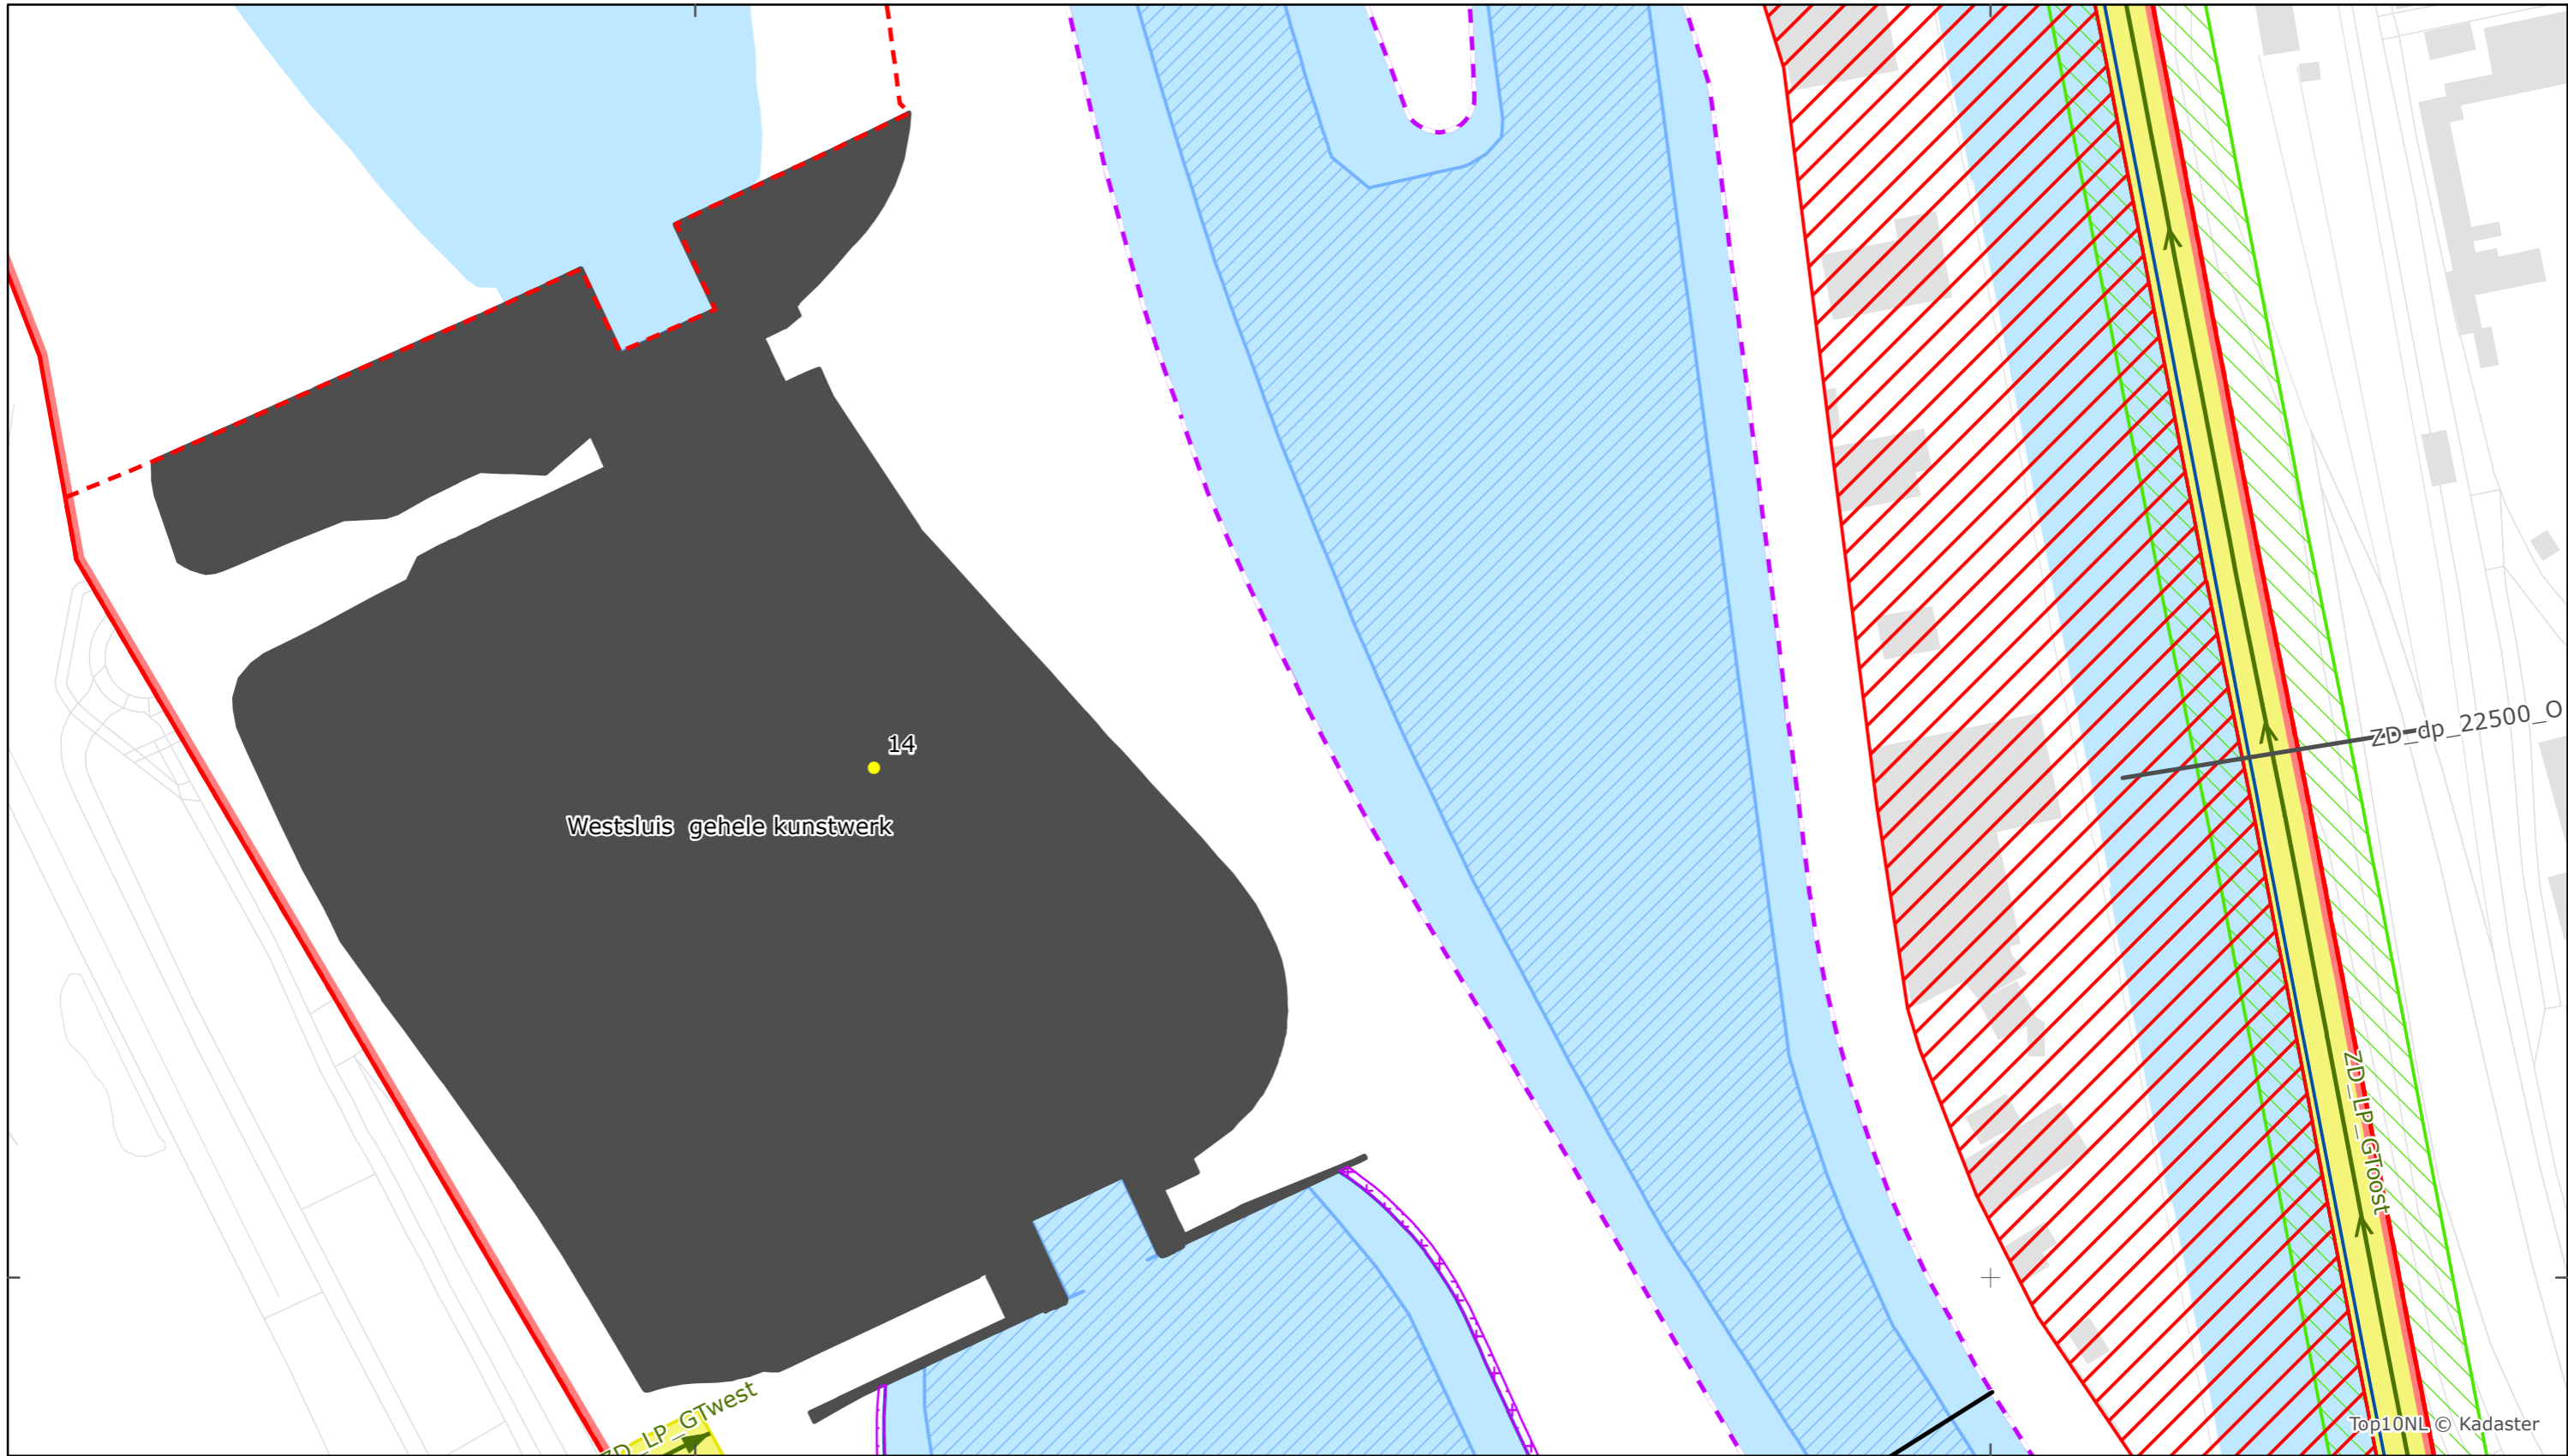 ZD_dp_22500_O
14
Westsluis gehele kunstwerk
ZD_LP_GToost
ZD_LP_GTwest
Top10NL © Kadaster